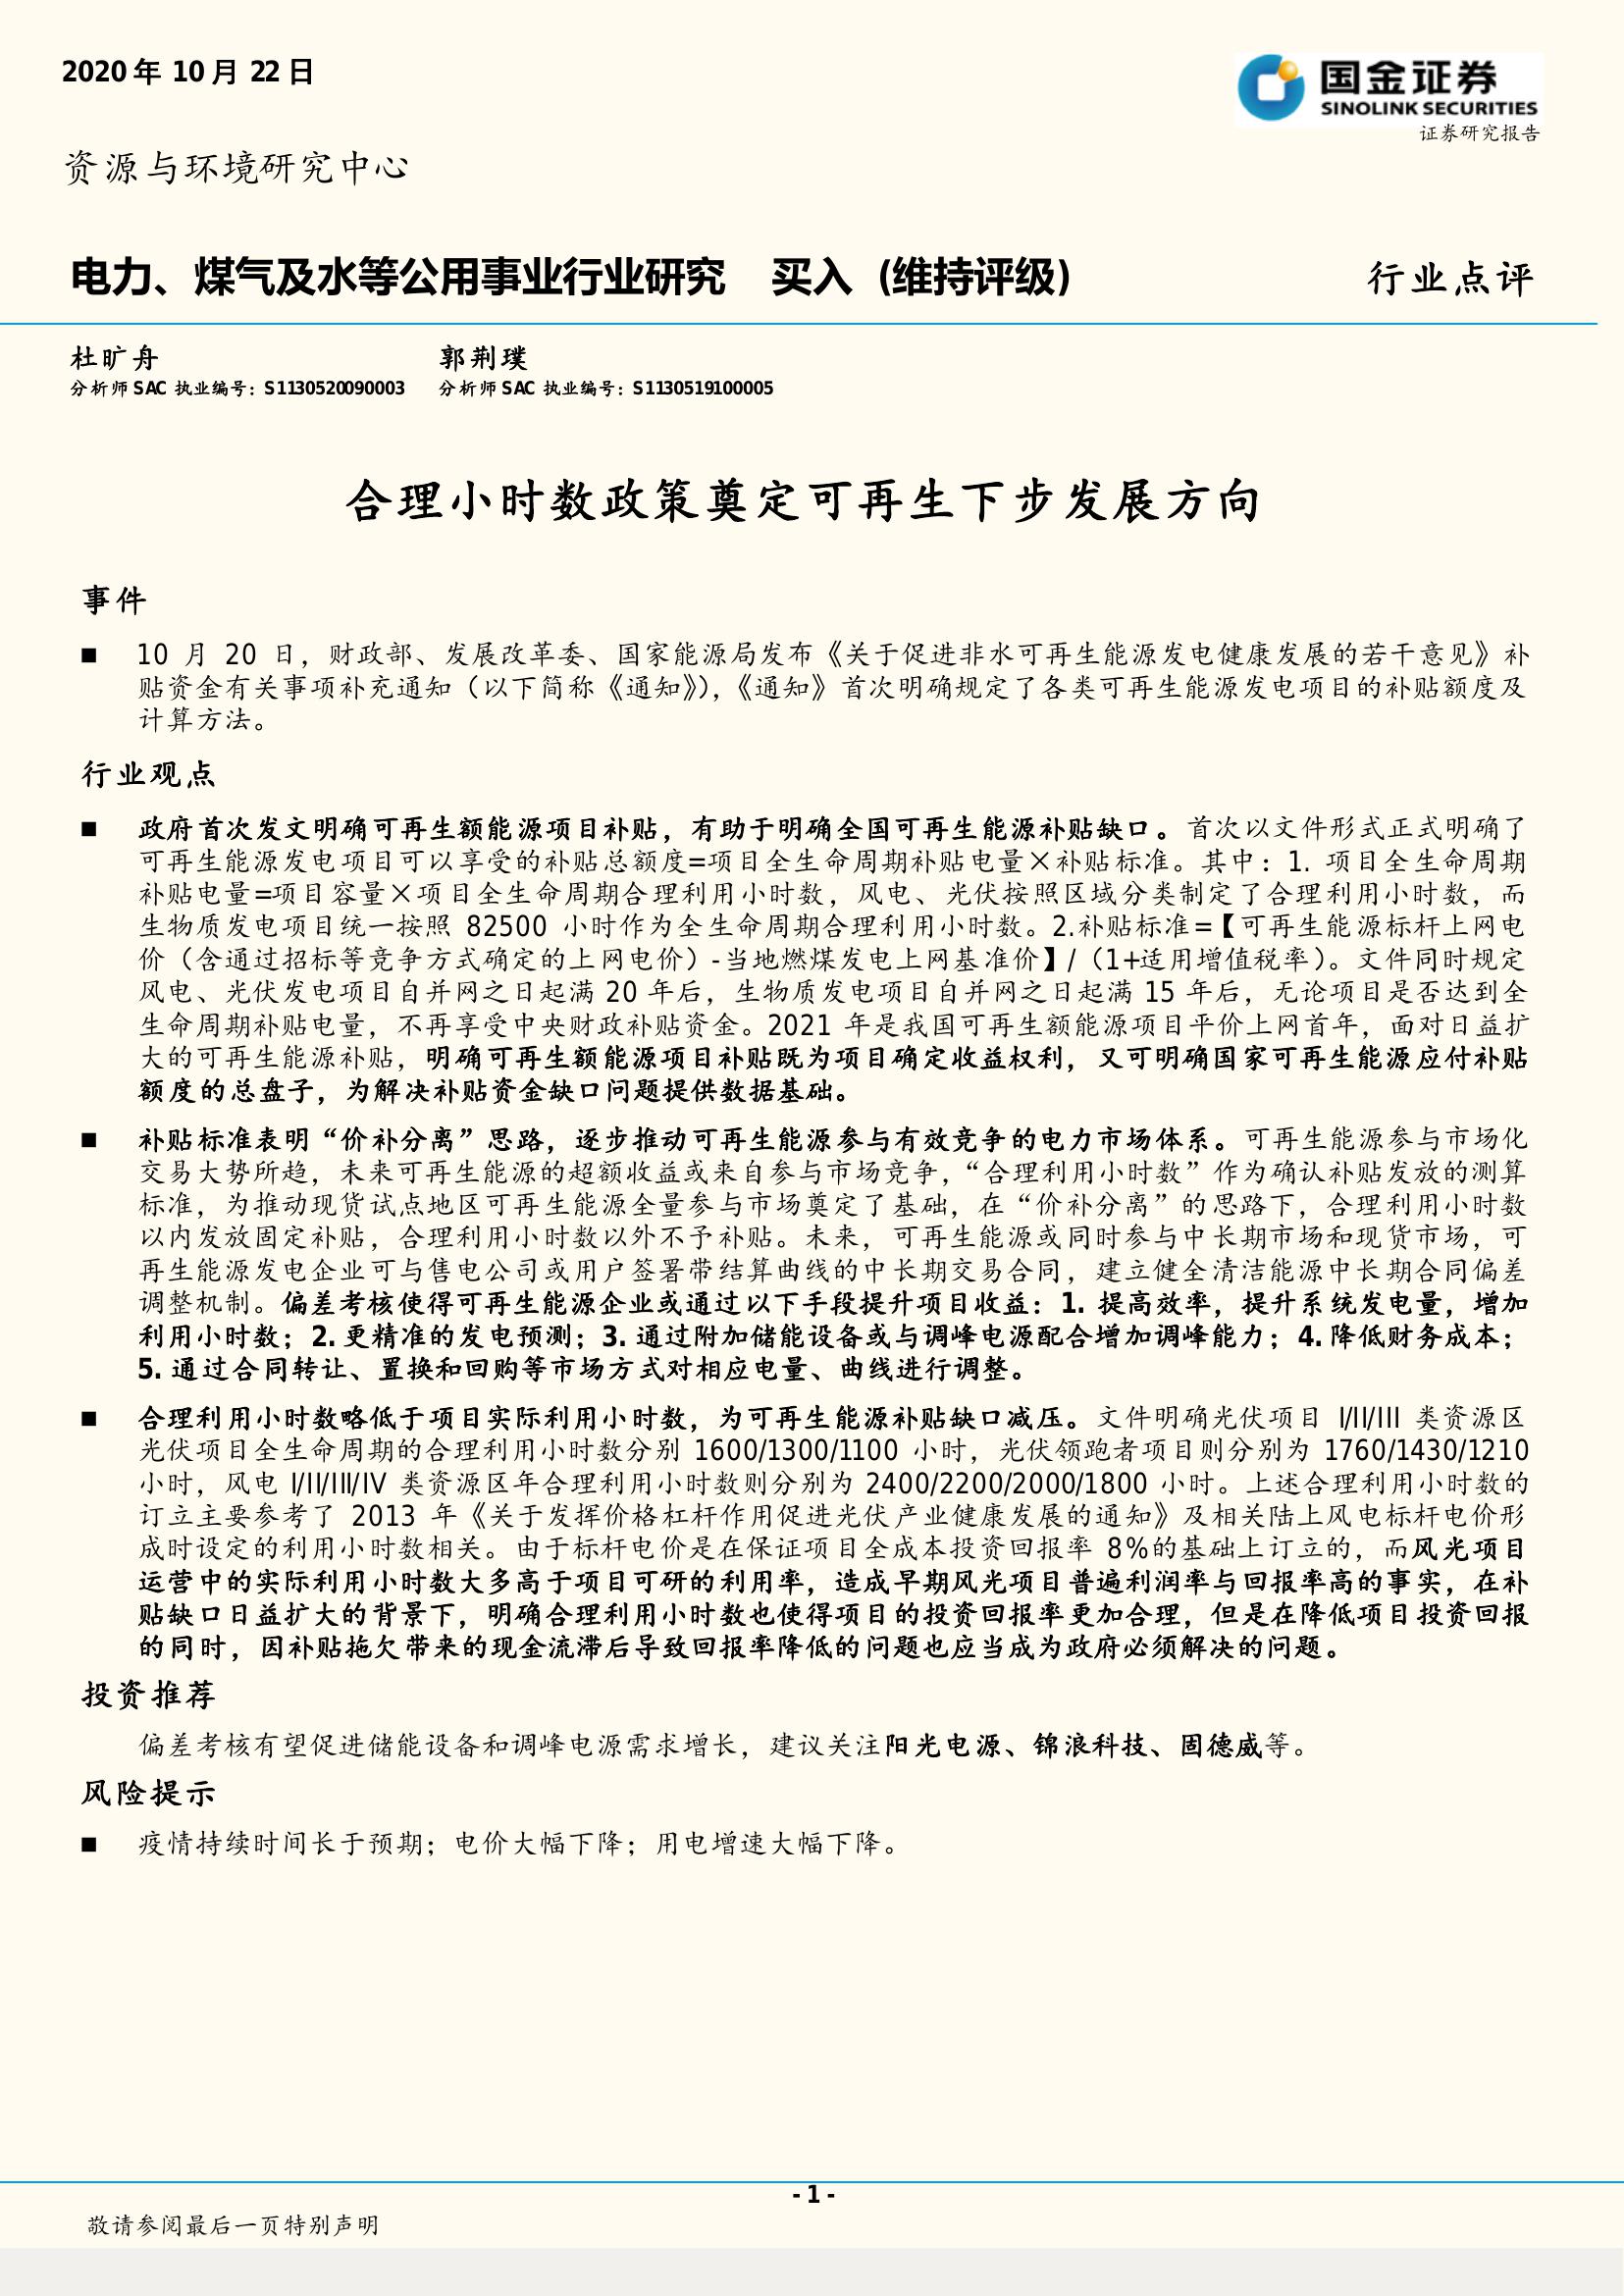 2020 年 10 月 22 日
国金证券
SINOLINK SECURITIES
证券研究报告
资源与环境研究中心
电力、煤气及水等公用事业行业研究 买入 (维持评级)
行业点评
杜旷舟 郭荆璞
分析师 SAC 执业编号：S1130520090003 分析师 SAC 执业编号：S1130519100005
合理小时数政策奠定可再生下步发展方向
事件
■ 10 月 20 日，财政部、发展改革委、国家能源局发布《关于促进非水可再生能源发电健康发展的若干意见》补
贴资金有关事项补充通知（以下简称《通知》），《通知》首次明确规定了各类可再生能源发电项目的补贴额度及
计算方法。
行业观点
■ 政府首次发文明确可再生额能源项目补贴，有助于明确全国可再生能源补贴缺口。首次以文件形式正式明确了
可再生能源发电项目可以享受的补贴总额度=项目全生命周期补贴电量×补贴标准。其中：1. 项目全生命周期
补贴电量=项目容量×项目全生命周期合理利用小时数，风电、光伏按照区域分类制定了合理利用小时数，而
生物质发电项目统一按照 82500 小时作为全生命周期合理利用小时数。2.补贴标准=【可再生能源标杆上网电
价（含通过招标等竞争方式确定的上网电价）-当地燃煤发电上网基准价】/（1+适用增值税率）。文件同时规定
风电、光伏发电项目自并网之日起满 20 年后，生物质发电项目自并网之日起满 15 年后，无论项目是否达到全
生命周期补贴电量，不再享受中央财政补贴资金。2021 年是我国可再生额能源项目平价上网首年，面对日益扩
大的可再生能源补贴，明确可再生额能源项目补贴既为项目确定收益权利，又可明确国家可再生能源应付补贴
额度的总盘子，为解决补贴资金缺口问题提供数据基础。
■ 补贴标准表明“价补分离”思路，逐步推动可再生能源参与有效竞争的电力市场体系。可再生能源参与市场化
交易大势所趋，未来可再生能源的超额收益或来自参与市场竞争，“合理利用小时数”作为确认补贴发放的测算
标准，为推动现货试点地区可再生能源全量参与市场奠定了基础，在“价补分离”的思路下，合理利用小时数
以内发放固定补贴，合理利用小时数以外不予补贴。未来，可再生能源或同时参与中长期市场和现货市场，可
再生能源发电企业可与售电公司或用户签署带结算曲线的中长期交易合同，建立健全清洁能源中长期合同偏差
调整机制。偏差考核使得可再生能源企业或通过以下手段提升项目收益：1. 提高效率，提升系统发电量，增加
利用小时数；2. 更精准的发电预测；3. 通过附加储能设备或与调峰电源配合增加调峰能力；4. 降低财务成本；
5. 通过合同转让、置换和回购等市场方式对相应电量、曲线进行调整。
■ 合理利用小时数略低于项目实际利用小时数，为可再生能源补贴缺口减压。文件明确光伏项目 I/II/III 类资源区
光伏项目全生命周期的合理利用小时数分别 1600/1300/1100 小时，光伏领跑者项目则分别为 1760/1430/1210
小时，风电 I/II/III/IV 类资源区年合理利用小时数则分别为 2400/2200/2000/1800 小时。上述合理利用小时数的
订立主要参考了 2013 年《关于发挥价格杠杆作用促进光伏产业健康发展的通知》及相关陆上风电标杆电价形
成时设定的利用小时数相关。由于标杆电价是在保证项目全成本投资回报率 8%的基础上订立的，而风光项目
运营中的实际利用小时数大多高于项目可研的利用率，造成早期风光项目普遍利润率与回报率高的事实，在补
贴缺口日益扩大的背景下，明确合理利用小时数也使得项目的投资回报率更加合理，但是在降低项目投资回报
的同时，因补贴拖欠带来的现金流滞后导致回报率降低的问题也应当成为政府必须解决的问题。
投资推荐
偏差考核有望促进储能设备和调峰电源需求增长，建议关注阳光电源、锦浪科技、固德威等。
风险提示
■ 疫情持续时间长于预期；电价大幅下降；用电增速大幅下降。
- 1 -
敬请参阅最后一页特别声明